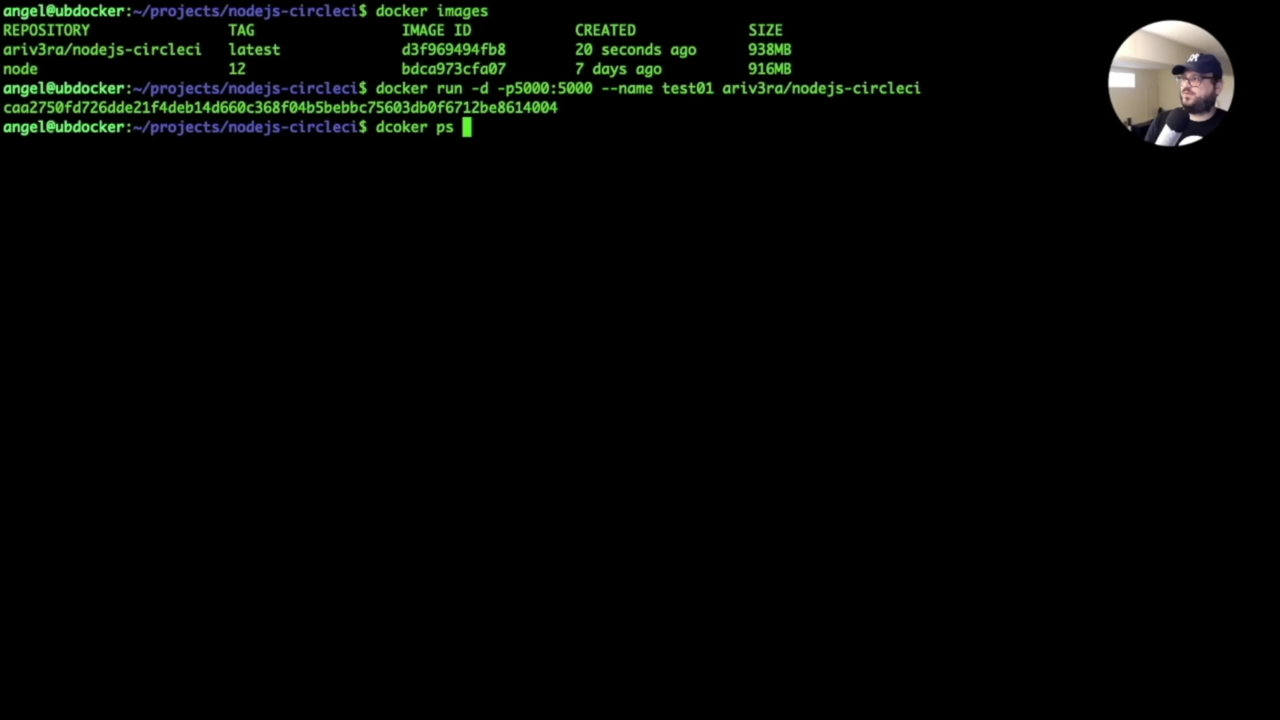 angel@ubdocker:~/projects/nodejs-circleci$ docker images
REPOSITORY TAG IMAGE ID CREATED SIZE
ariv3ra/nodejs-circleci latest d3f969494fb8 20 seconds ago 938MB
node 12 bdca973cfa07 7 days ago 916MB
angel@ubdocker:~/projects/nodejs-circleci$ docker run -d -p5000:5000 --name test01 ariv3ra/nodejs-circleci
caa2750fd726dde21f4deb14d660c368f04b5bebbc75603db0f6712be8614004
angel@ubdocker:~/projects/nodejs-circleci$ dcoker ps